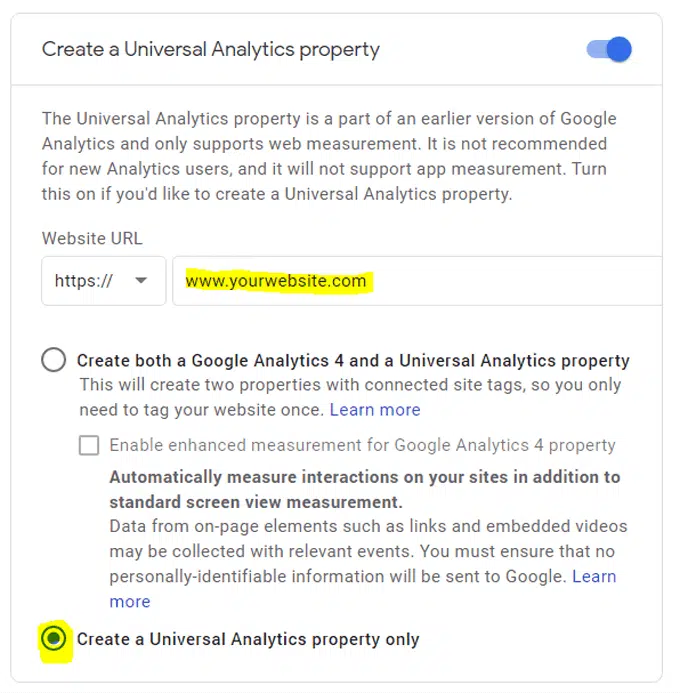 Create a Universal Analytics property
The Universal Analytics property is a part of an earlier version of Google
Analytics and only supports web measurement. It is not recommended
for new Analytics users, and it will not support app measurement. Turn
this on if you'd like to create a Universal Analytics property.
Website URL
https:// www.yourwebsite.com
Create both a Google Analytics 4 and a Universal Analytics property
This will create two properties with connected site tags, so you only
need to tag your website once. Learn more
Enable enhanced measurement for Google Analytics 4 property
Automatically measure interactions on your sites in addition to
standard screen view measurement.
Data from on-page elements such as links and embedded videos
may be collected with relevant events. You must ensure that no
personally-identifiable information will be sent to Google. Learn
more
Create a Universal Analytics property only